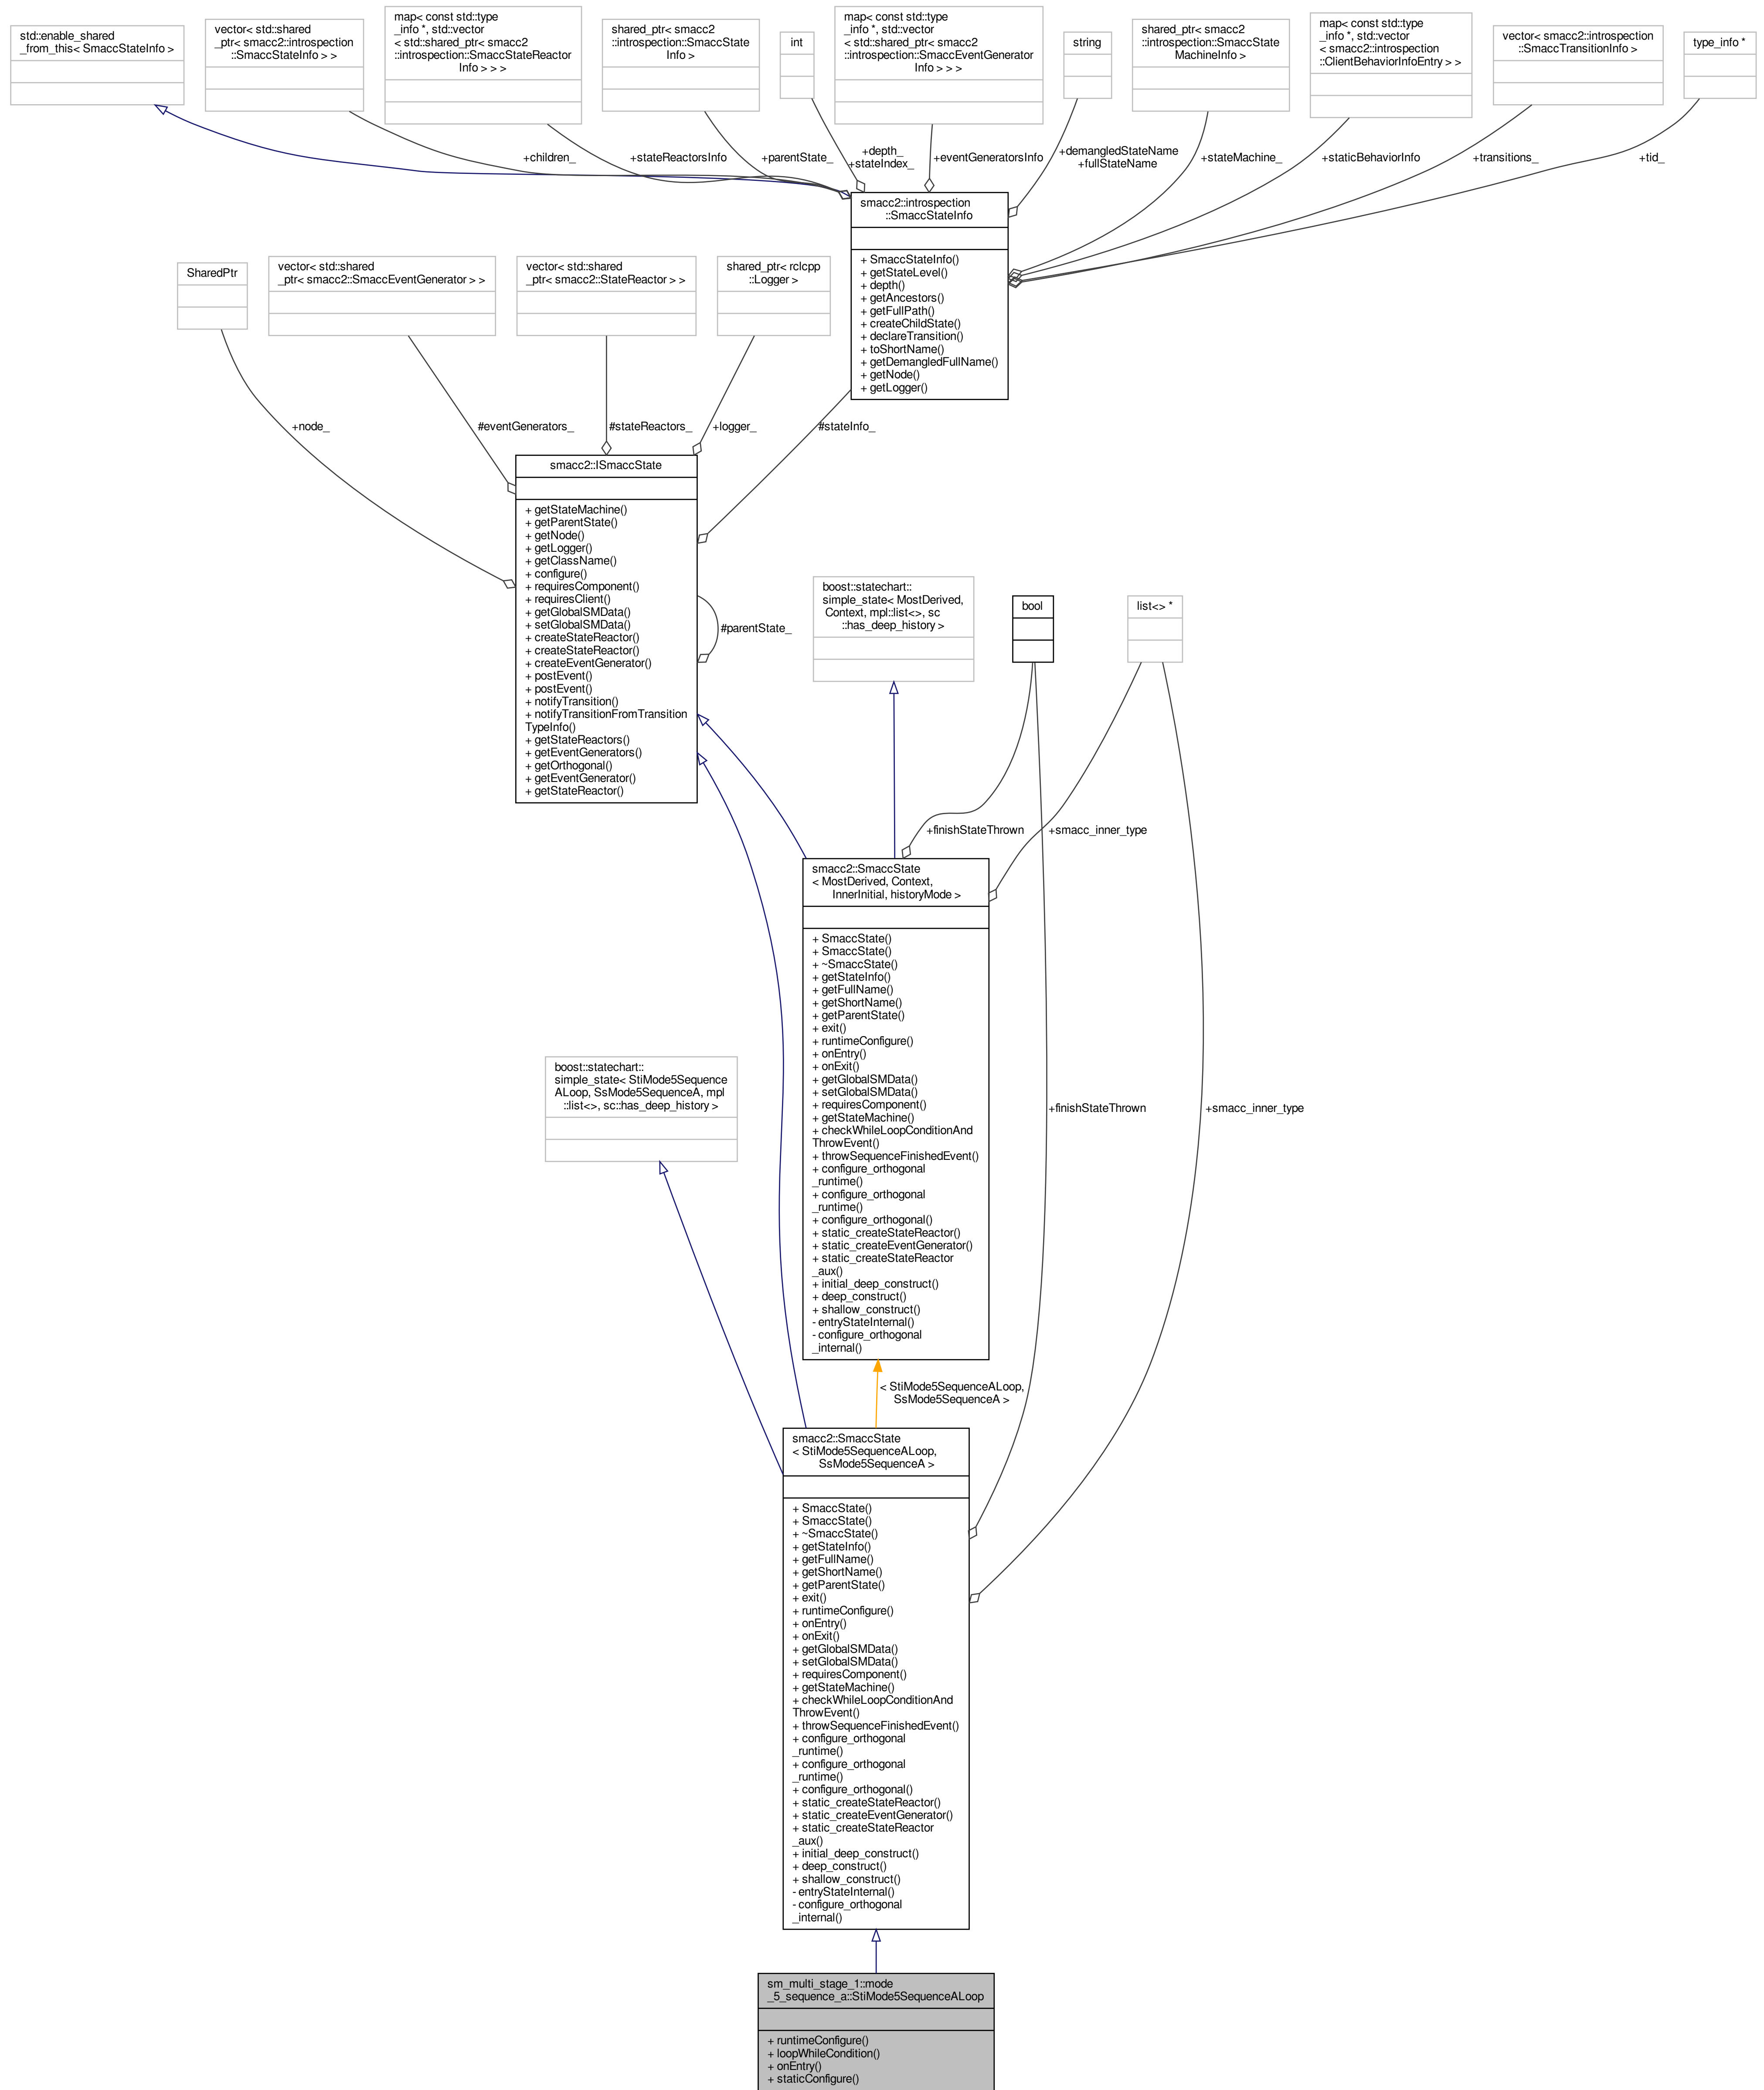 std::enable_shared
_from_this< SmaccStateInfo >
vector< std::shared
_ptr< smacc2::introspection
::SmaccStateInfo > >
map< const std::type
_info *, std::vector
< std::shared_ptr< smacc2
::introspection::SmaccStateReactor
Info > > >
shared_ptr< smacc2
::introspection::SmaccState
Info >
int
map< const std::type
_info *, std::vector
< std::shared_ptr< smacc2
::introspection::SmaccEventGenerator
Info > > >
string
shared_ptr< smacc2
::introspection::SmaccState
MachineInfo >
map< const std::type
_info *, std::vector
< smacc2::introspection
::ClientBehaviorInfoEntry > >
vector< smacc2::introspection
::SmaccTransitionInfo >
type_info *
+children_
+stateReactorsInfo
+parentState_
+depth_
+stateIndex_
+eventGeneratorsInfo
+demangledStateName
+fullStateName
+stateMachine_
+staticBehaviorInfo
+transitions_
+tid_
smacc2::introspection
::SmaccStateInfo
+ SmaccStateInfo()
+ getStateLevel()
+ depth()
+ getAncestors()
+ getFullPath()
+ createChildState()
+ declareTransition()
+ toShortName()
+ getDemangledFullName()
+ getNode()
+ getLogger()
SharedPtr
vector< std::shared
_ptr< smacc2::SmaccEventGenerator > >
vector< std::shared
_ptr< smacc2::StateReactor > >
shared_ptr< rclcpp
::Logger >
+node_
#eventGenerators_
#stateReactors_
+logger_
#stateInfo_
smacc2::ISmaccState
+ getStateMachine()
+ getParentState()
+ getNode()
+ getLogger()
+ getClassName()
+ configure()
+ requiresComponent()
+ requiresClient()
+ getGlobalSMData()
+ setGlobalSMData()
+ createStateReactor()
+ createStateReactor()
+ createEventGenerator()
+ postEvent()
+ postEvent()
+ notifyTransition()
+ notifyTransitionFromTransition
TypeInfo()
+ getStateReactors()
+ getEventGenerators()
+ getOrthogonal()
+ getEventGenerator()
+ getStateReactor()
#parentState_
boost::statechart::
simple_state< MostDerived,
Context, mpl::list<>, sc
::has_deep_history >
bool
list<> *
+finishStateThrown
+smacc_inner_type
smacc2::SmaccState
< MostDerived, Context,
InnerInitial, historyMode >
+ SmaccState()
+ SmaccState()
+ ~SmaccState()
+ getStateInfo()
+ getFullName()
+ getShortName()
+ getParentState()
+ exit()
+ runtimeConfigure()
+ onEntry()
+ onExit()
+ getGlobalSMData()
+ setGlobalSMData()
+ requiresComponent()
+ getStateMachine()
+ checkWhileLoopConditionAnd
ThrowEvent()
+ throwSequenceFinishedEvent()
+ configure_orthogonal
_runtime()
+ configure_orthogonal
_runtime()
+ configure_orthogonal()
+ static_createStateReactor()
+ static_createEventGenerator()
+ static_createStateReactor
_aux()
+ initial_deep_construct()
+ deep_construct()
+ shallow_construct()
- entryStateInternal()
- configure_orthogonal
_internal()
boost::statechart::
simple_state< StiMode5Sequence
ALoop, SsMode5SequenceA, mpl
::list<>, sc::has_deep_history >
+finishStateThrown
+smacc_inner_type
< StiMode5SequenceALoop,
SsMode5SequenceA >
smacc2::SmaccState
< StiMode5SequenceALoop,
SsMode5SequenceA >
+ SmaccState()
+ SmaccState()
+ ~SmaccState()
+ getStateInfo()
+ getFullName()
+ getShortName()
+ getParentState()
+ exit()
+ runtimeConfigure()
+ onEntry()
+ onExit()
+ getGlobalSMData()
+ setGlobalSMData()
+ requiresComponent()
+ getStateMachine()
+ checkWhileLoopConditionAnd
ThrowEvent()
+ throwSequenceFinishedEvent()
+ configure_orthogonal
_runtime()
+ configure_orthogonal
_runtime()
+ configure_orthogonal()
+ static_createStateReactor()
+ static_createEventGenerator()
+ static_createStateReactor
_aux()
+ initial_deep_construct()
+ deep_construct()
+ shallow_construct()
- entryStateInternal()
- configure_orthogonal
_internal()
sm_multi_stage_1::mode
_5_sequence_a::StiMode5SequenceALoop
+ runtimeConfigure()
+ loopWhileCondition()
+ onEntry()
+ staticConfigure()